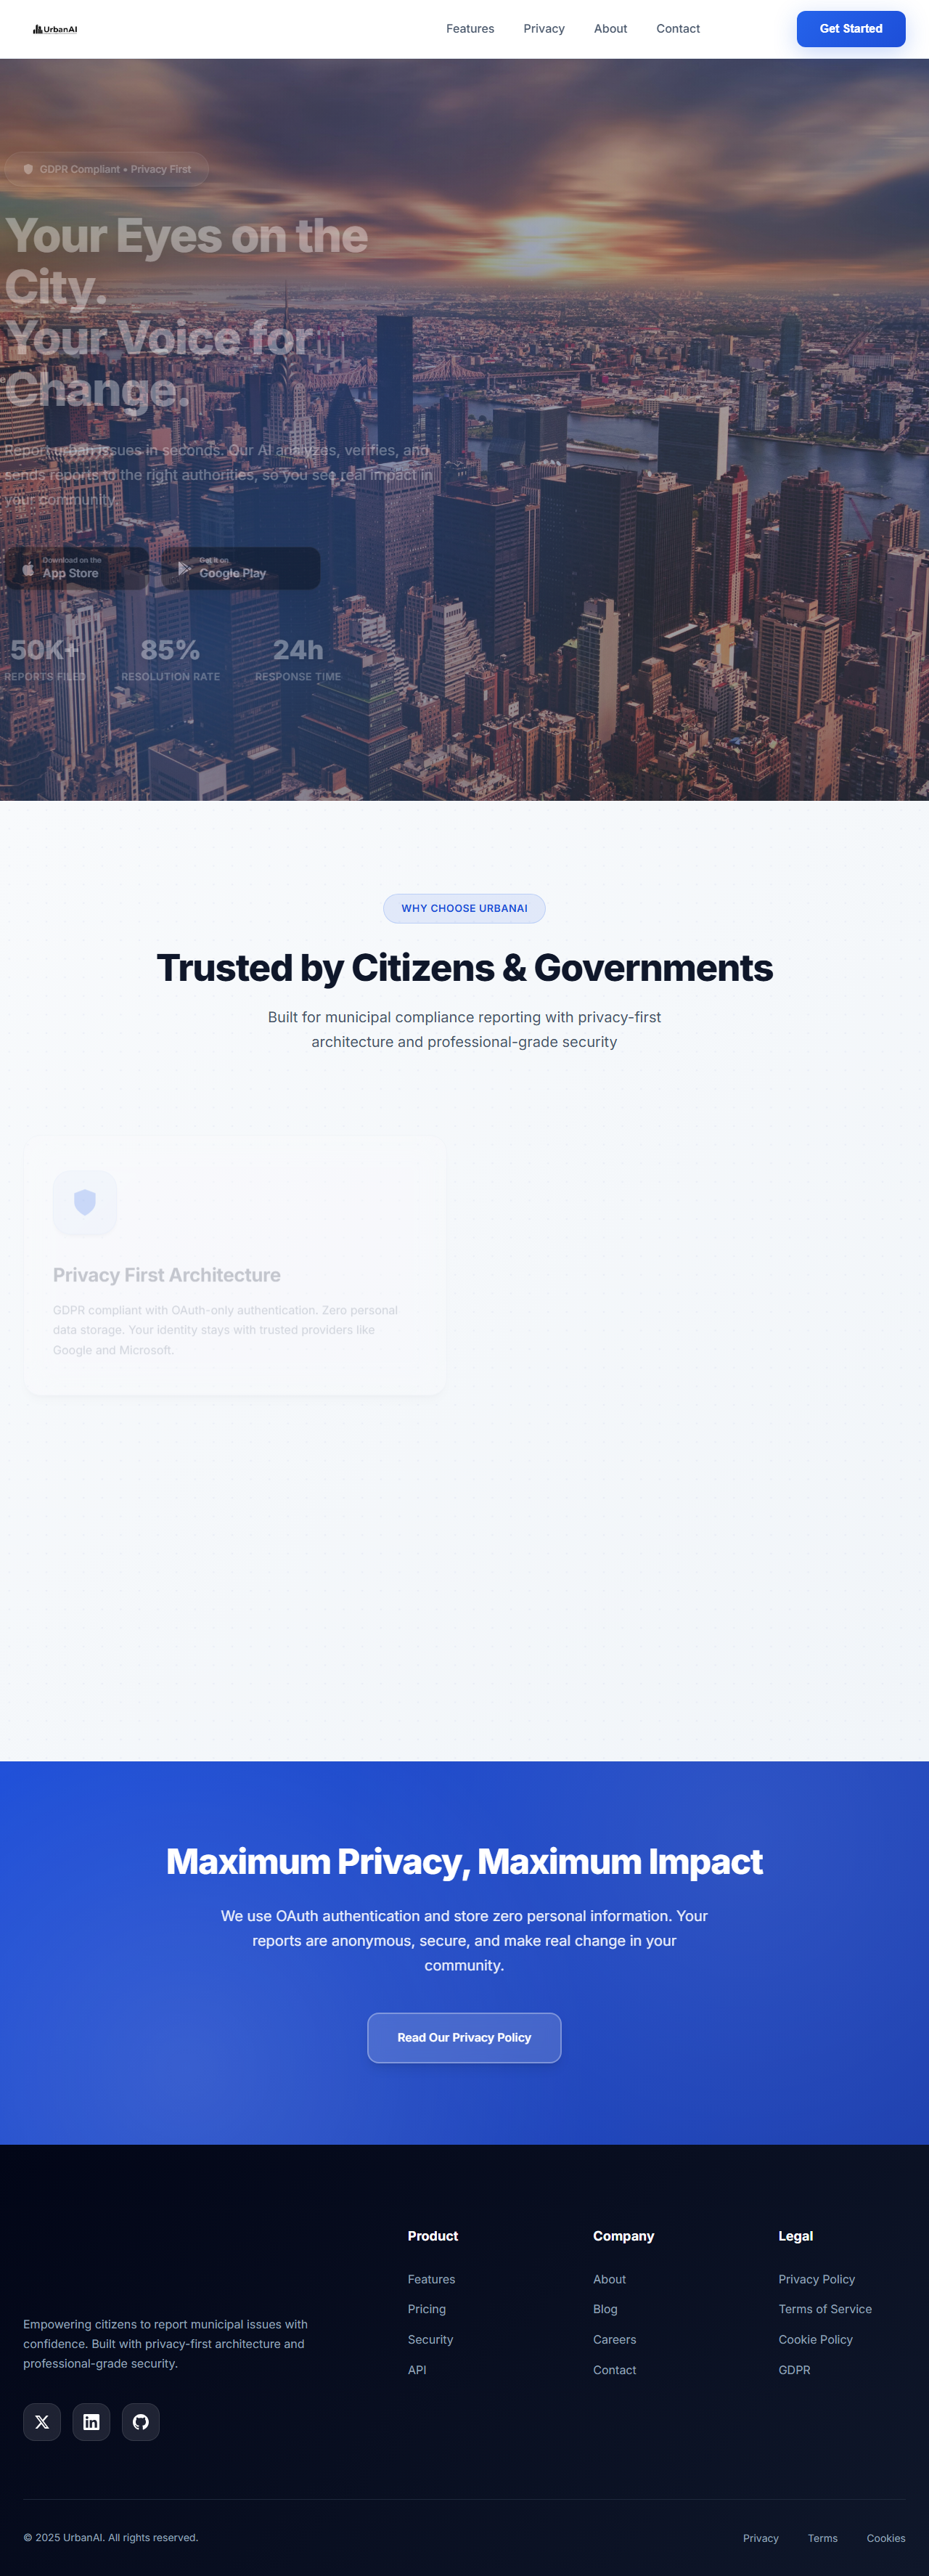 UrbanAI
Features
Privacy
About
Contact
Get Started
GDPR Compliant • Privacy First
Your Eyes on the
City.
Your Voice for
Change.
Report urban issues in seconds. Our AI analyzes, verifies, and
sends reports to the right authorities, so you see real impact in
your community.
Download on the
App Store
Get it on
Google Play
50K+
REPORTS FILED
85%
RESOLUTION RATE
24h
RESPONSE TIME
WHY CHOOSE URBANAI
Trusted by Citizens & Governments
Built for municipal compliance reporting with privacy-first
architecture and professional-grade security
Privacy First Architecture
GDPR compliant with OAuth-only authentication. Zero personal
data storage. Your identity stays with trusted providers like
Google and Microsoft.
Maximum Privacy, Maximum Impact
We use OAuth authentication and store zero personal information. Your
reports are anonymous, secure, and make real change in your
community.
Read Our Privacy Policy
Empowering citizens to report municipal issues with
confidence. Built with privacy-first architecture and
professional-grade security.
Product
Features
Pricing
Security
API
Company
About
Blog
Careers
Contact
Legal
Privacy Policy
Terms of Service
Cookie Policy
GDPR
© 2025 UrbanAI. All rights reserved.
Privacy
Terms
Cookies